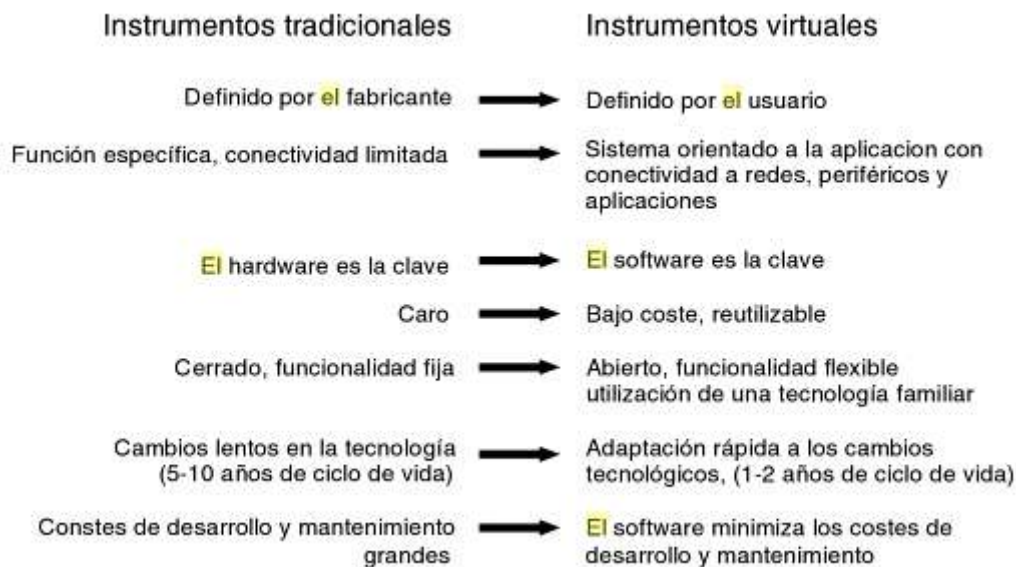 Instrumentos tradicionales
Instrumentos virtuales
Definido por el fabricante
Definido por el usuario
Función específica, conectividad limitada
Sistema orientado a la aplicacion con
conectividad a redes, periféricos y
aplicaciones
El hardware es la clave
El software es la clave
Caro
Bajo coste, reutilizable
Cerrado, funcionalidad fija
Abierto, funcionalidad flexible
utilización de una tecnología familiar
Cambios lentos en la tecnología
(5-10 años de ciclo de vida)
Adaptación rápida a los cambios
tecnológicos, (1-2 años de ciclo de vida)
Constes de desarrollo y mantenimiento
grandes
El software minimiza los costes de
desarrollo y mantenimiento